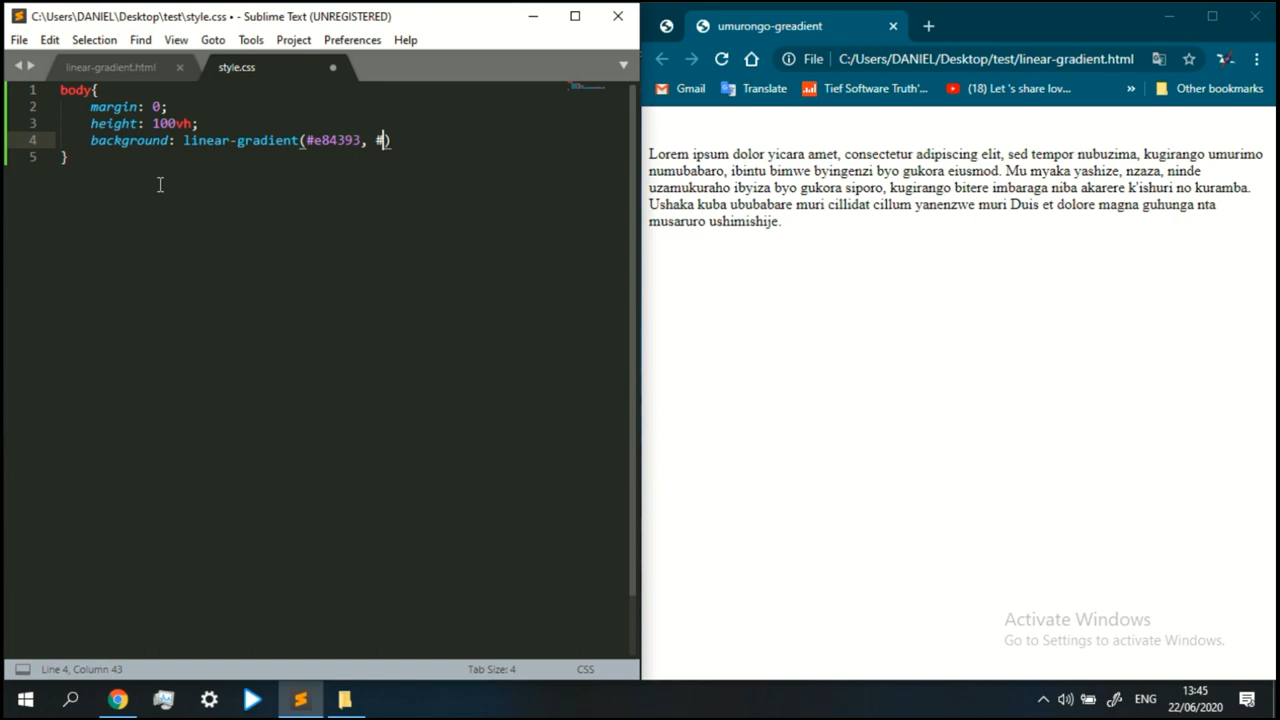 C:\Users\DANIEL\Desktop\test\style.css • - Sublime Text (UNREGISTERED)
File Edit Selection Find View Goto Tools Project Preferences Help
linear-gradient.html style.css
1 body{
2 margin: 0;
3 height: 100vh;
4 background: linear-gradient(#e84393, #)
5 }
Line 4, Column 43 Tab Size: 4 CSS
umurongo-greadient
File C:/Users/DANIEL/Desktop/test/linear-gradient.html
Gmail Translate Tief Software Truth'... (18) Let 's share lov... » Other bookmarks
Lorem ipsum dolor yicara amet, consectetur adipiscing elit, sed tempor nubuzima, kugirango umurimo
numubabaro, ibintu bimwe byingenzi byo gukora eiusmod. Mu myaka yashize, nzaza, ninde
uzamukuraho ibyiza byo gukora siporo, kugirango bitere imbaraga niba akarere k'ishuri no kuramba.
Ushaka kuba ububabare muri cillidat cillum yanenzwe muri Duis et dolore magna guhunga nta
musaruro ushimishije.
Activate Windows
Go to Settings to activate Windows.
ENG
13:45
22/06/2020